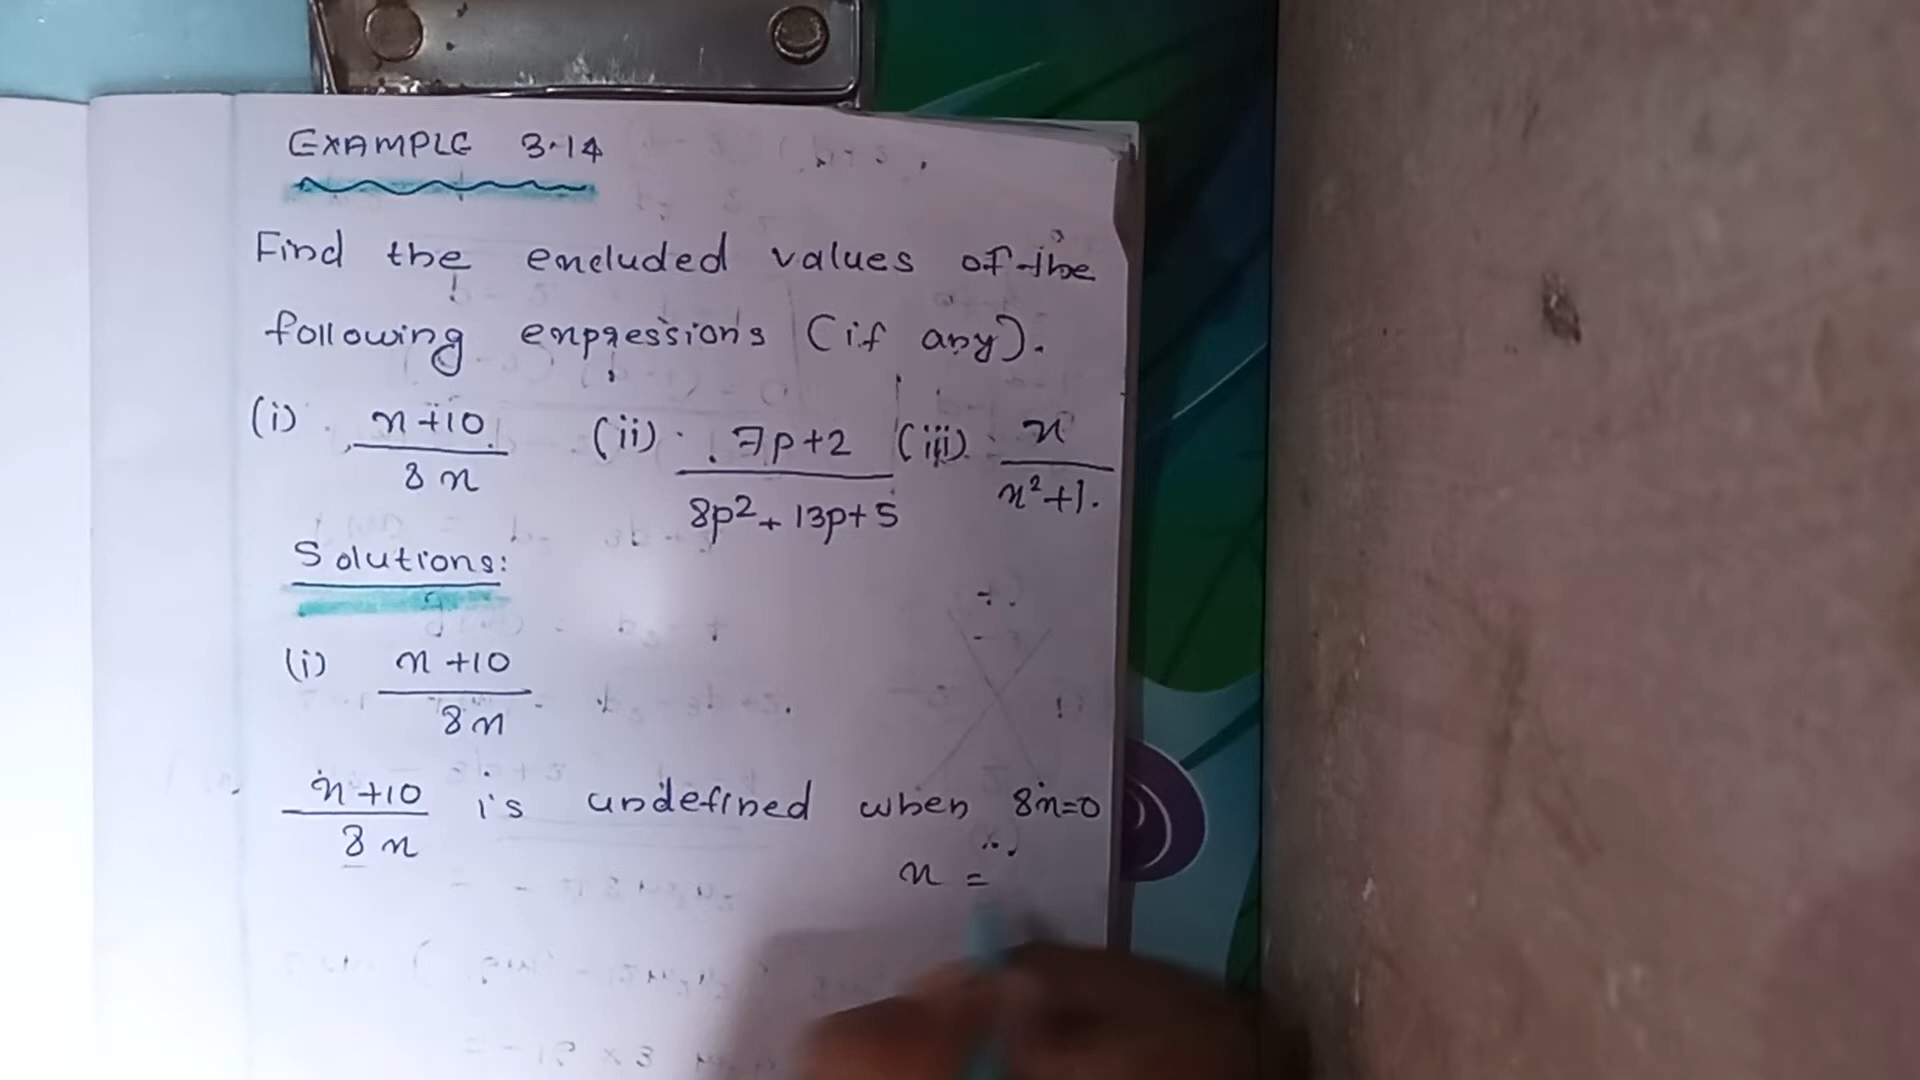 EXAMPLE 3.14
Find the excluded values of the
following expressions (if any).
(i) x+10 / 8x (ii) 7p+2 / 8p²+13p+5 (iii) x / x²+1.
Solutions:
(i) x+10 / 8x
x+10 / 8x is undefined when 8x=0
x =